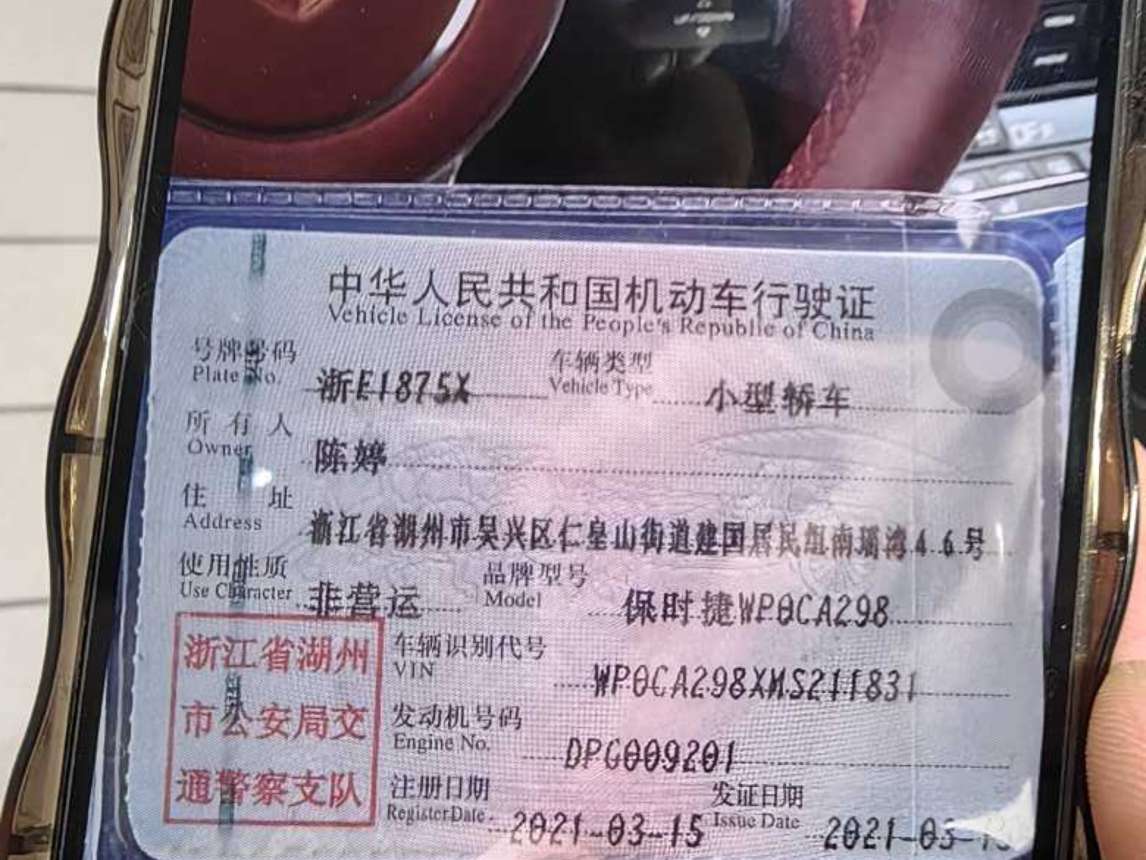 中华人民共和国机动车行驶证
Vehicle License of the People's Republic of China
号牌号码 浙E1875X 车辆类型 小型轿车
Plate No. Vehicle Type
所有人 陈婷
Owner
住址 浙江省湖州市吴兴区仁皇山街道建国居民组南瑶湾46号
Address
使用性质 非营运 品牌型号 保时捷WP0CA298
Use Character Model
浙江省湖州
市公安局交
通警察支队
车辆识别代号 WP0CA298XMS211831
VIN
发动机号码 DPG009201
Engine No.
注册日期 2021-03-15 发证日期 2021-03-
Register Date Issue Date